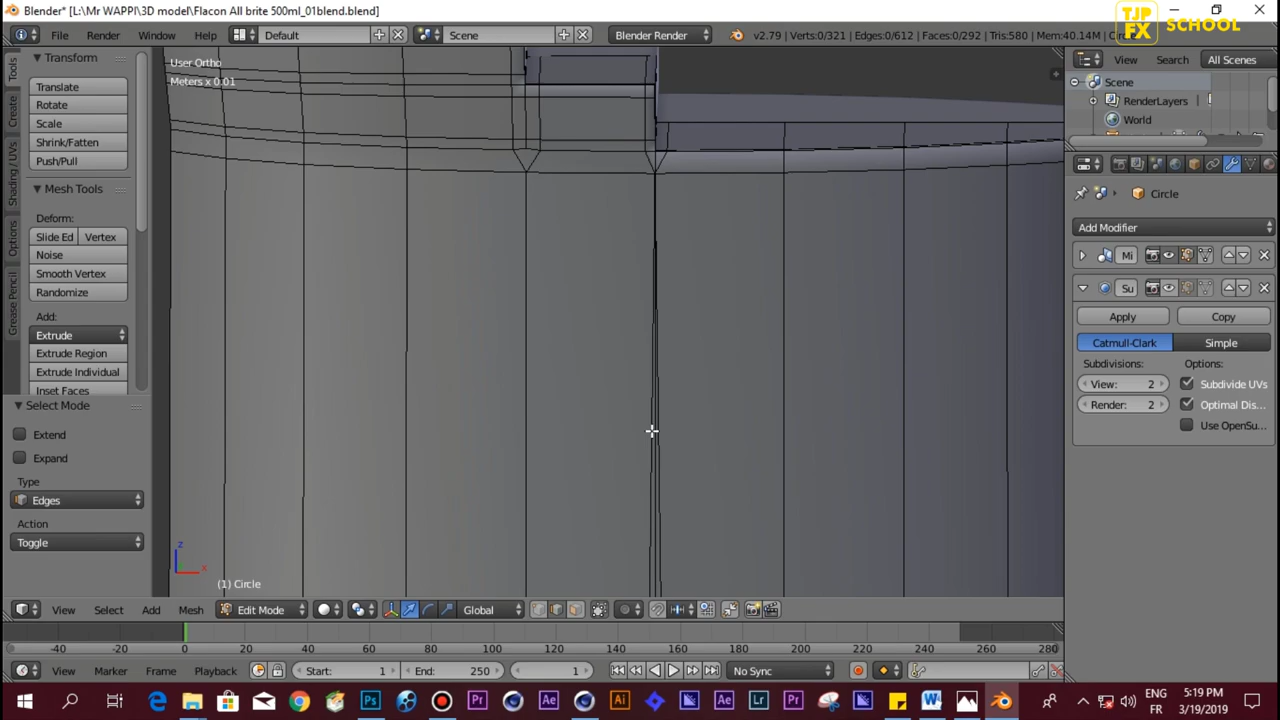 Blender* [L:\Mr WAPPI\3D model\Flacon All brite 500ml_01blend.blend]
TJP FX SCHOOL
File Render Window Help Default Scene Blender Render v2.79 | Verts:0/321 | Edges:0/612 | Faces:0/292 | Tris:580 | Mem:40.14M |
View Search All Scenes
Tools
Create
Shading / UVs
Options
Grease Pencil
Transform
Translate
Rotate
Scale
Shrink/Fatten
Push/Pull
Mesh Tools
Deform:
Slide Ed Vertex
Noise
Smooth Vertex
Randomize
Add:
Extrude
Extrude Region
Extrude Individual
Inset Faces
Select Mode
Extend
Expand
Type
Edges
Action
Toggle
User Ortho
Meters x 0.01
z
x
(1) Circle
Scene
RenderLayers
World
Circle
Add Modifier
Mi
Su
Apply Copy
Catmull-Clark Simple
Subdivisions: Options:
View: 2 Subdivide UVs
Render: 2 Optimal Dis...
Use OpenSu...
View Select Add Mesh Edit Mode Global
-40 -20 0 20 40 60 80 100 120 140 160 180 200 220 240 260 280
View Marker Frame Playback Start: 1 End: 250 1 No Sync
ENG 5:19 PM
FR 3/19/2019